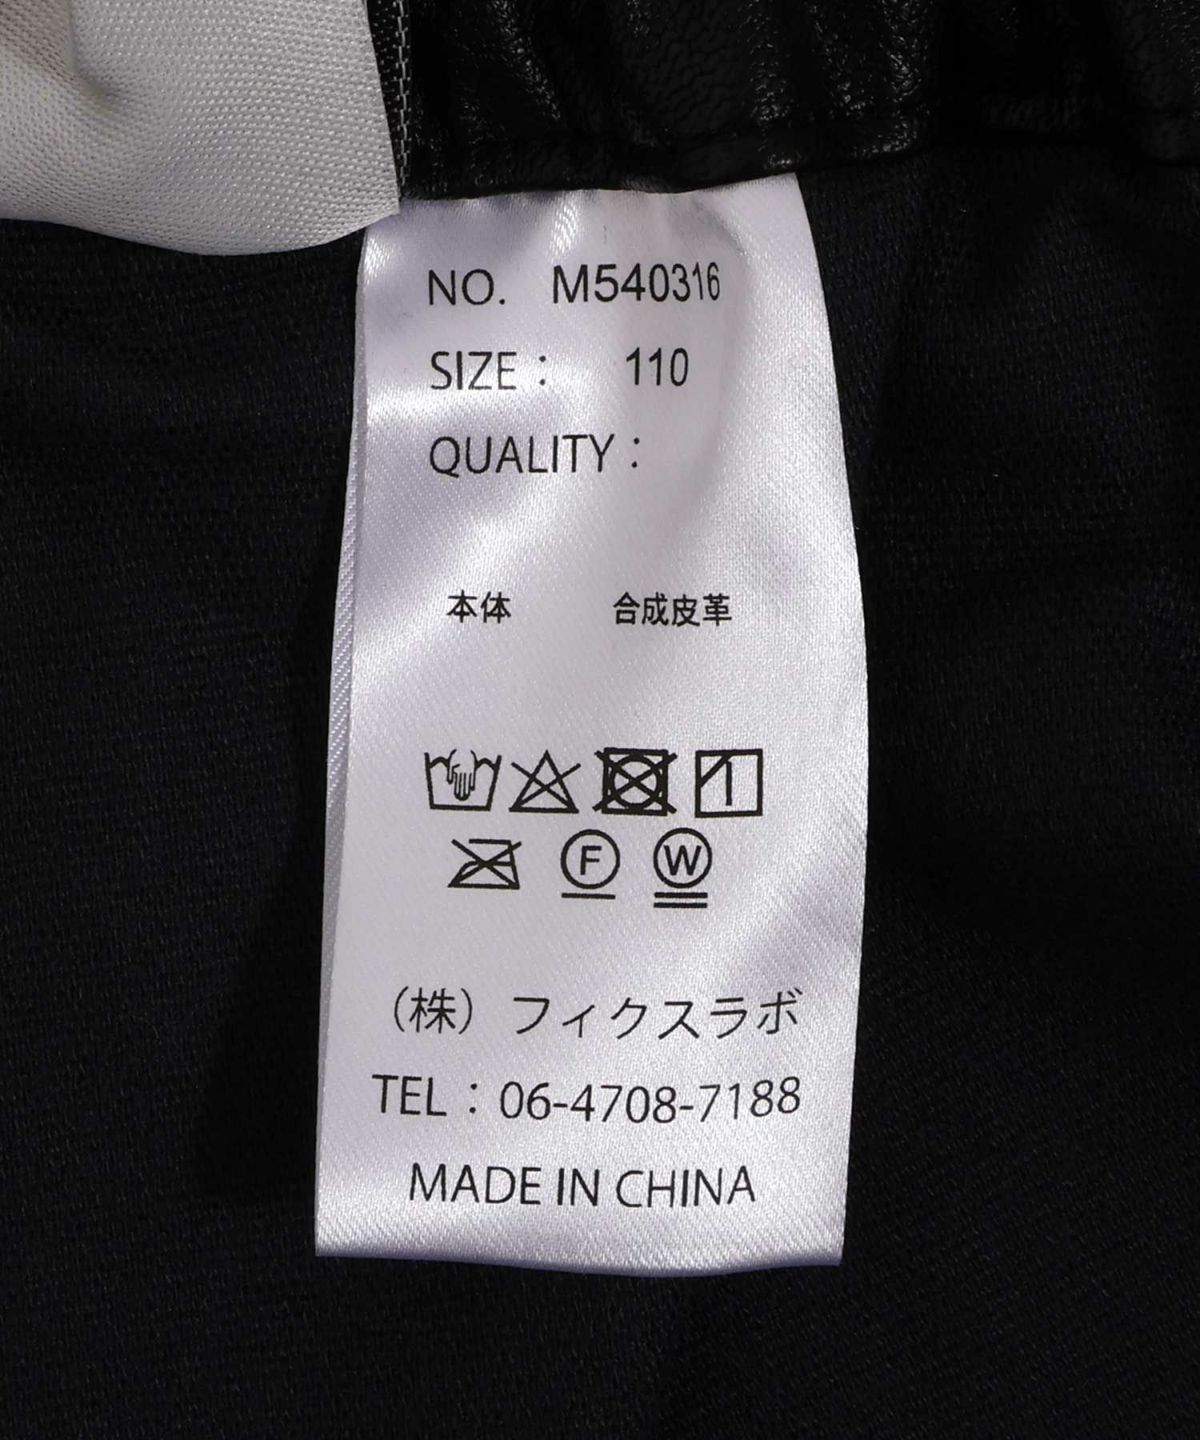 NO. M540316
SIZE： 110
QUALITY：
本体 合成皮革
F W
（株）フィクスラボ
TEL：06-4708-7188
MADE IN CHINA